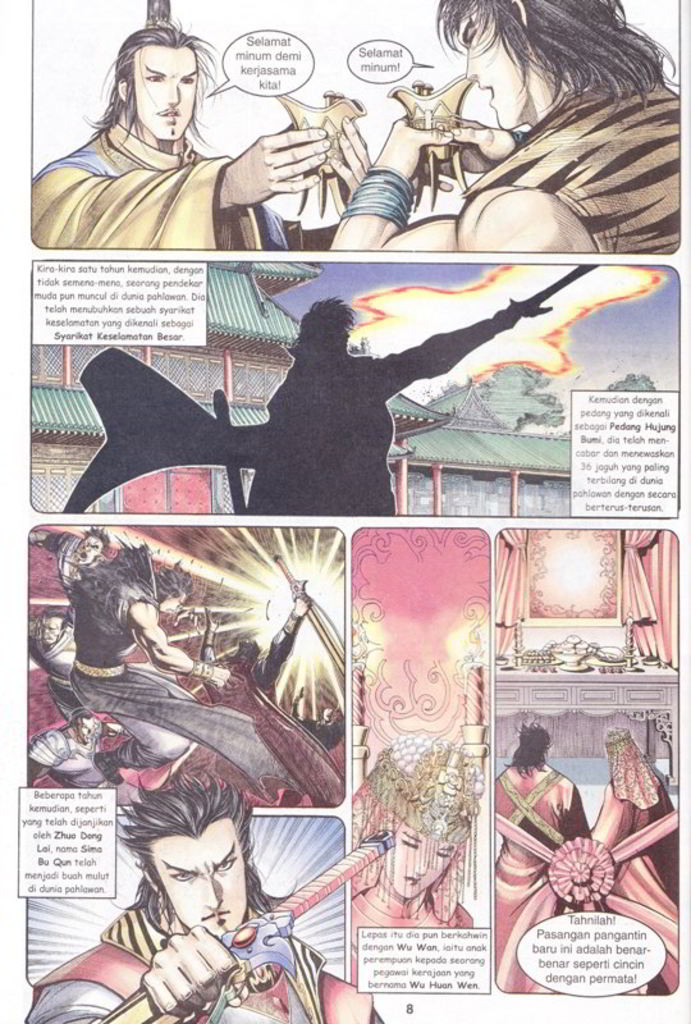 Selamat
minum demi
kerjasama
kita!
Selamat
minum!
Kira-kira satu tahun kemudian, dengan
tidak semena-mena, seorang pendekar
muda pun muncul di dunia pahlawan. Dia
telah menubuhkan sebuah syarikat
keselamatan yang dikenali sebagai
Syarikat Keselamatan Besar.
Kemudian dengan
pedang yang dikenali
sebagai Pedang Hujung
Bumi, dia telah men-
cabar dan menewaskan
36 jaguh yang paling
terbilang di dunia
pahlawan dengan secara
berterus-terusan.
Beberapa tahun
kemudian, seperti
yang telah dijanjikan
oleh Zhuo Dong
Lai, nama Sima
Bu Qun telah
menjadi buah mulut
di dunia pahlawan.
Lepas itu dia pun berkahwin
dengan Wu Wan, iaitu anak
perempuan kepada seorang
pegawai kerajaan yang
bernama Wu Huan Wen.
Tahnilah!
Pasangan pangantin
baru ini adalah benar-
benar seperti cincin
dengan permata!
8